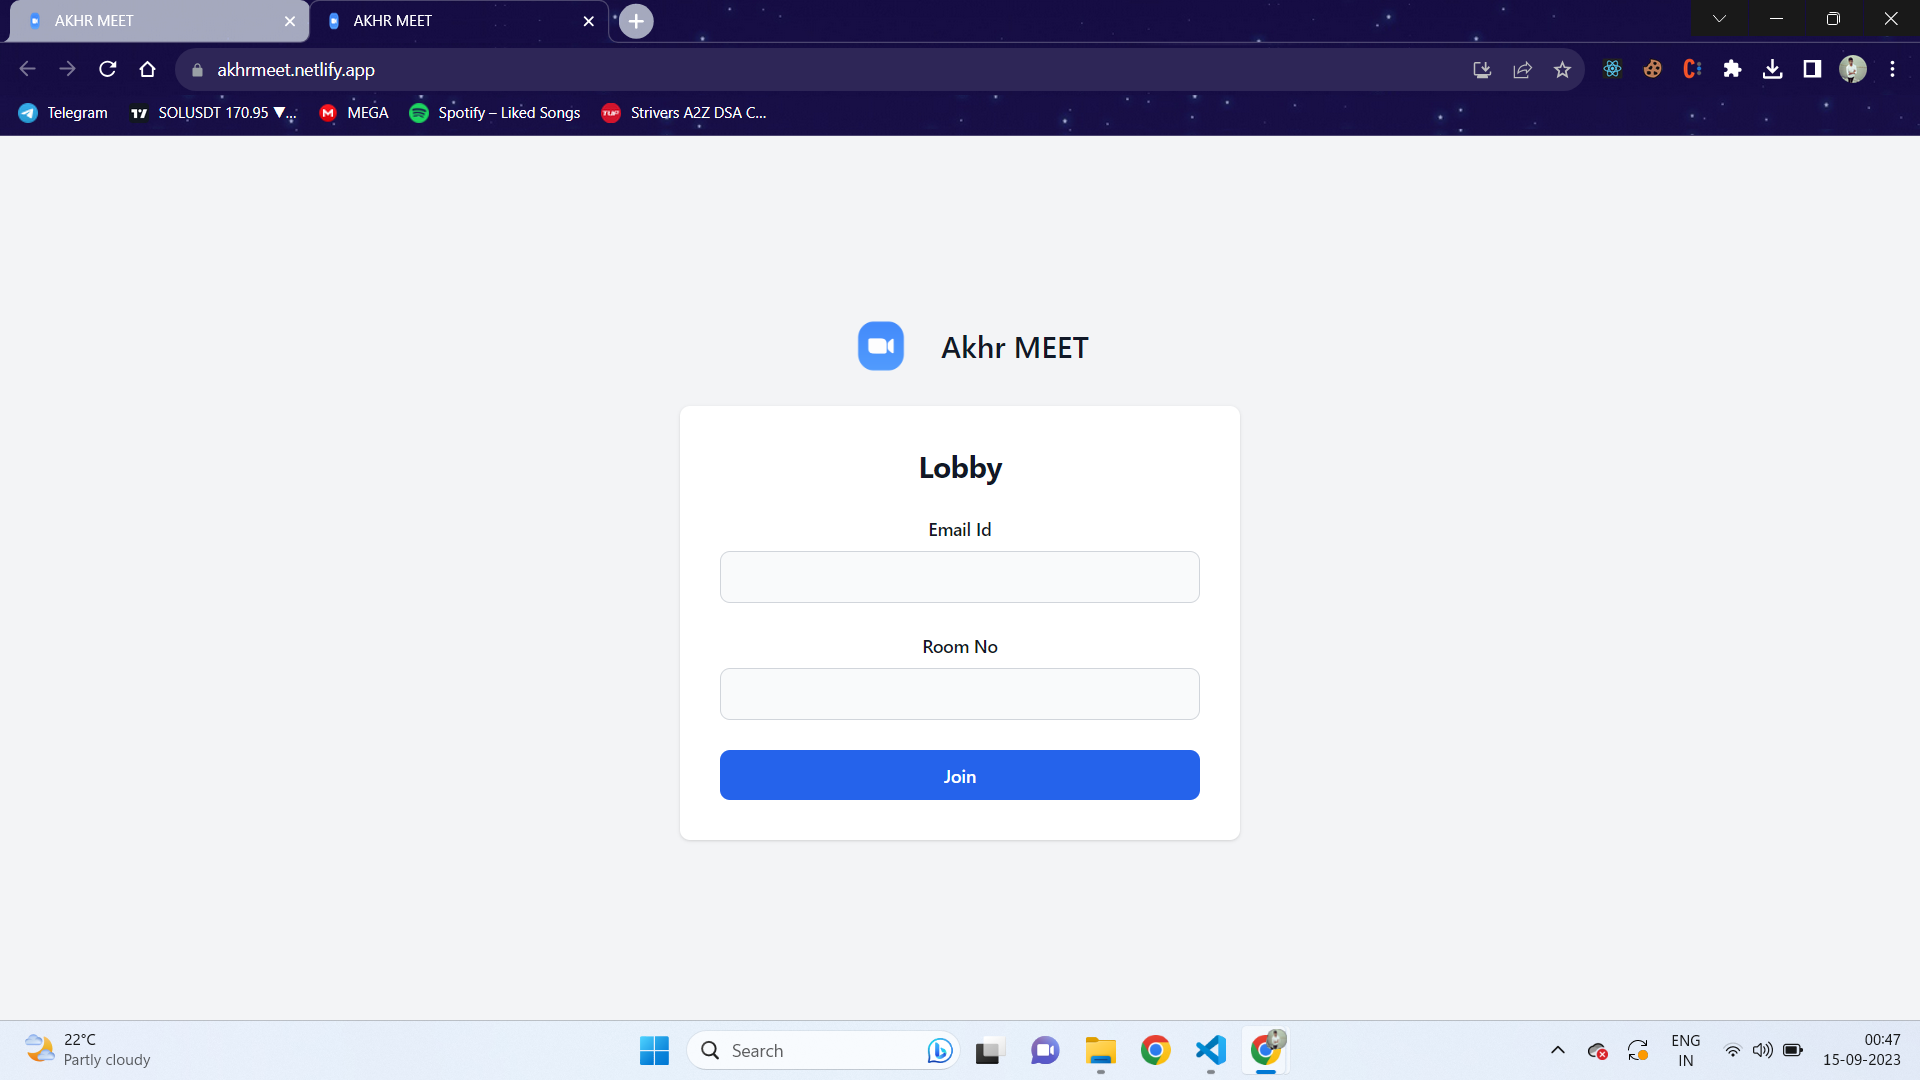 AKHR MEET
AKHR MEET
akhrmeet.netlify.app
Telegram
SOLUSDT 170.95 ▼...
MEGA
Spotify – Liked Songs
Strivers A2Z DSA C...
Akhr MEET
Lobby
Email Id
Room No
Join
22°C
Partly cloudy
Search
ENG
IN
00:47
15-09-2023